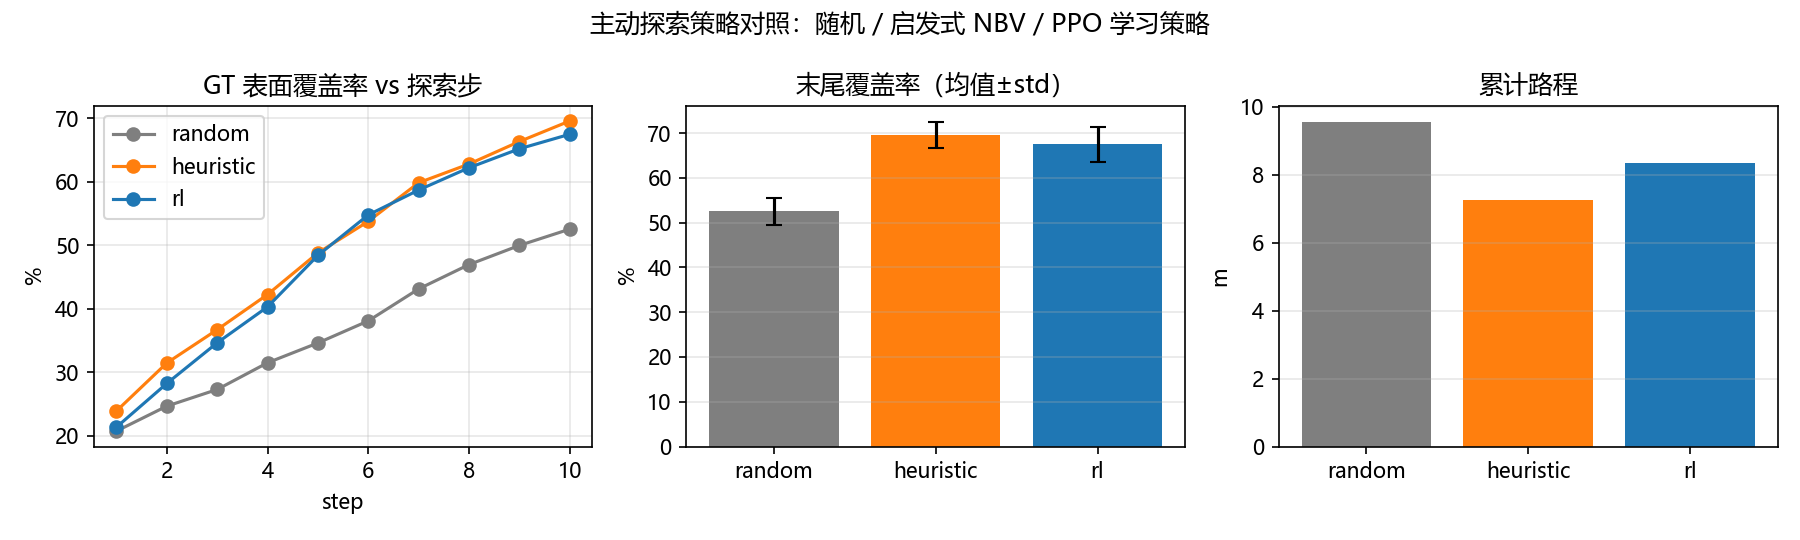 主动探索策略对照：随机 / 启发式 NBV / PPO 学习策略
GT 表面覆盖率 vs 探索步
70
60
50
40
30
20
%
random
heuristic
rl
2 4 6 8 10
step
末尾覆盖率（均值±std）
70
60
50
40
30
20
10
0
%
random heuristic rl
累计路程
10
8
6
4
2
0
m
random heuristic rl